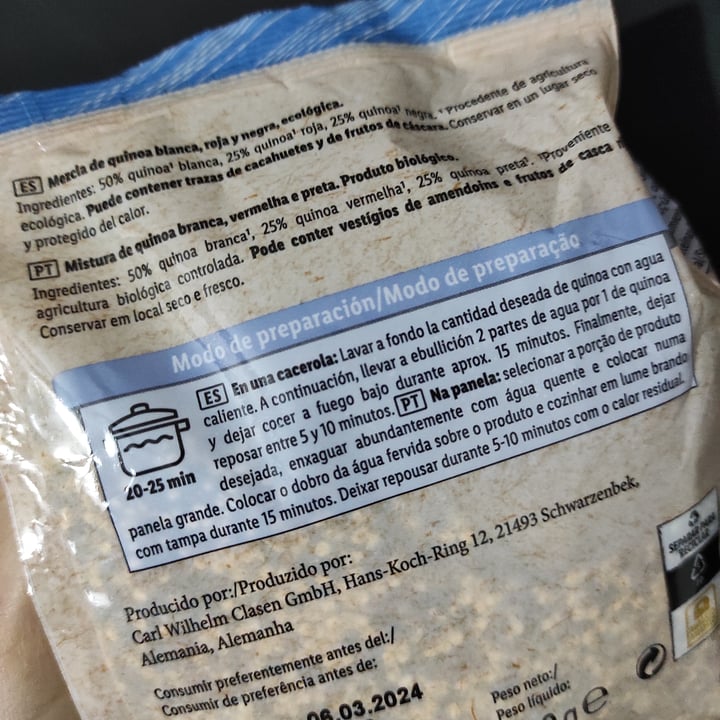 ES Mezcla de quinoa blanca, roja y negra, ecológica.
Ingredientes: 50% quinoa¹ blanca, 25% quinoa¹ roja, 25% quinoa¹ negra. ¹Procedente de agricultura
ecológica. Puede contener trazas de cacahuetes y de frutos de cáscara. Conservar en un lugar seco
y protegido del calor.
PT Mistura de quinoa branca, vermelha e preta. Produto biológico.
Ingredientes: 50% quinoa branca¹, 25% quinoa vermelha¹, 25% quinoa preta¹. ¹Proveniente
agricultura biológica controlada. Pode conter vestígios de amendoins e frutos de casca
Conservar em local seco e fresco.
Modo de preparación/Modo de preparação
ES En una cacerola: Lavar a fondo la cantidad deseada de quinoa con agua
caliente. A continuación, llevar a ebullición 2 partes de agua por 1 de quinoa
y dejar cocer a fuego bajo durante aprox. 15 minutos. Finalmente, dejar
reposar entre 5 y 10 minutos. PT Na panela: selecionar a porção de produto
desejada, enxaguar abundantemente com água quente e colocar numa
20-25 min
panela grande. Colocar o dobro da água fervida sobre o produto e cozinhar em lume brando
com tampa durante 15 minutos. Deixar repousar durante 5-10 minutos com o calor residual.
Producido por:/Produzido por:
Carl Wilhelm Clasen GmbH, Hans-Koch-Ring 12, 21493 Schwarzenbek,
Alemania, Alemanha
Consumir preferentemente antes del:/
Consumir de preferência antes de:
06.03.2024
Peso neto:/
Peso líquido:
g e
SEPARAR PARA
RECICLAR